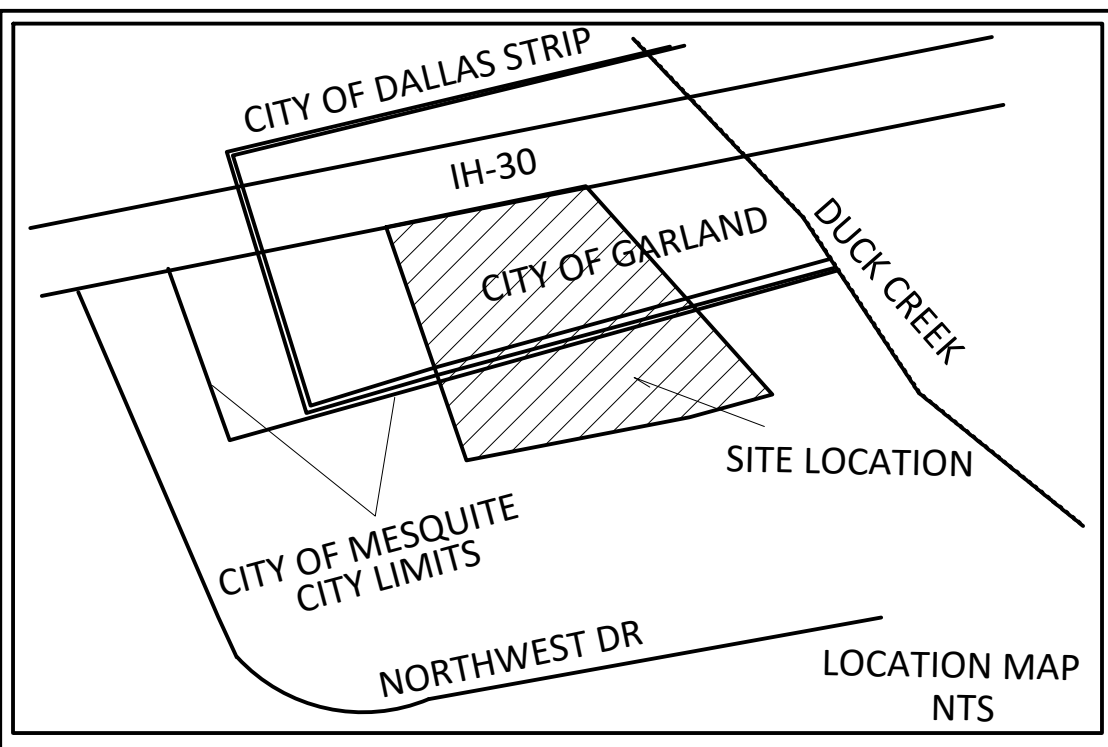 CITY OF DALLAS STRIP
IH-30
CITY OF GARLAND
DUCK CREEK
SITE LOCATION
CITY OF MESQUITE
CITY LIMITS
NORTHWEST DR
LOCATION MAP
NTS